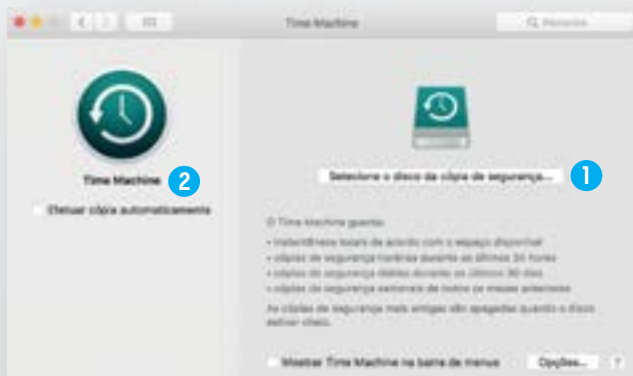 Time Machine
Pesquisa
Time Machine
2
Efetuar cópia automaticamente
Selecione o disco da cópia de segurança...
1
O Time Machine guarda:
• instantâneos locais de acordo com o espaço disponível
• cópias de segurança horárias durante as últimas 24 horas
• cópias de segurança diárias durante os últimos 30 dias
• cópias de segurança semanais de todos os meses anteriores
As cópias de segurança mais antigas são apagadas quando o disco
estiver cheio.
Mostrar Time Machine na barra de menus
Opções...
?